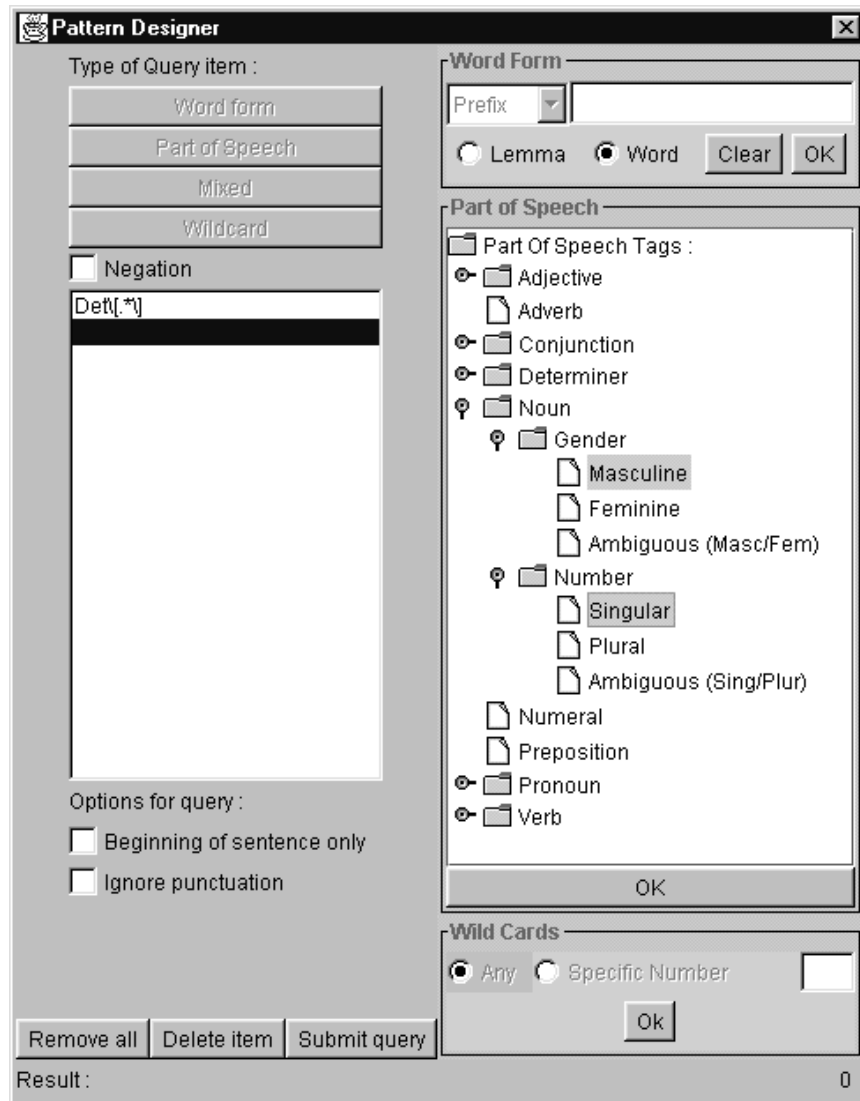 Pattern Designer
Type of Query item :
Word form
Part of Speech
Mixed
Wildcard
Negation
Det\[.*\]
Options for query :
Beginning of sentence only
Ignore punctuation
Remove all Delete item Submit query
Word Form
Prefix
Lemma Word Clear OK
Part of Speech
Part Of Speech Tags :
Adjective
Adverb
Conjunction
Determiner
Noun
Gender
Masculine
Feminine
Ambiguous (Masc/Fem)
Number
Singular
Plural
Ambiguous (Sing/Plur)
Numeral
Preposition
Pronoun
Verb
OK
Wild Cards
Any Specific Number
Ok
Result : 0